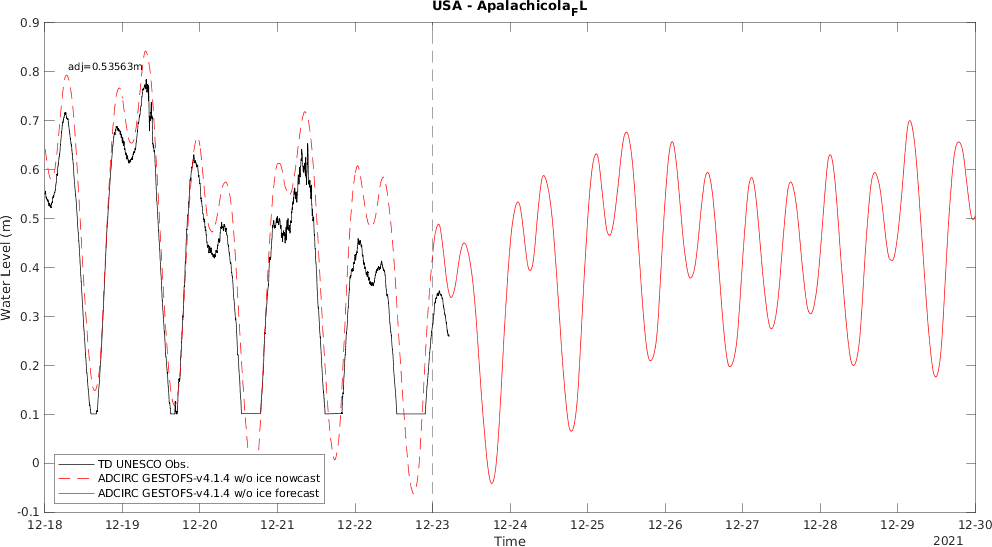 USA - Apalachicola_FL
adj=0.53563m
Water Level (m)
0.9
0.8
0.7
0.6
0.5
0.4
0.3
0.2
0.1
0
-0.1
TD UNESCO Obs.
ADCIRC GESTOFS-v4.1.4 w/o ice nowcast
ADCIRC GESTOFS-v4.1.4 w/o ice forecast
12-18 12-19 12-20 12-21 12-22 12-23 12-24 12-25 12-26 12-27 12-28 12-29 12-30
Time
2021